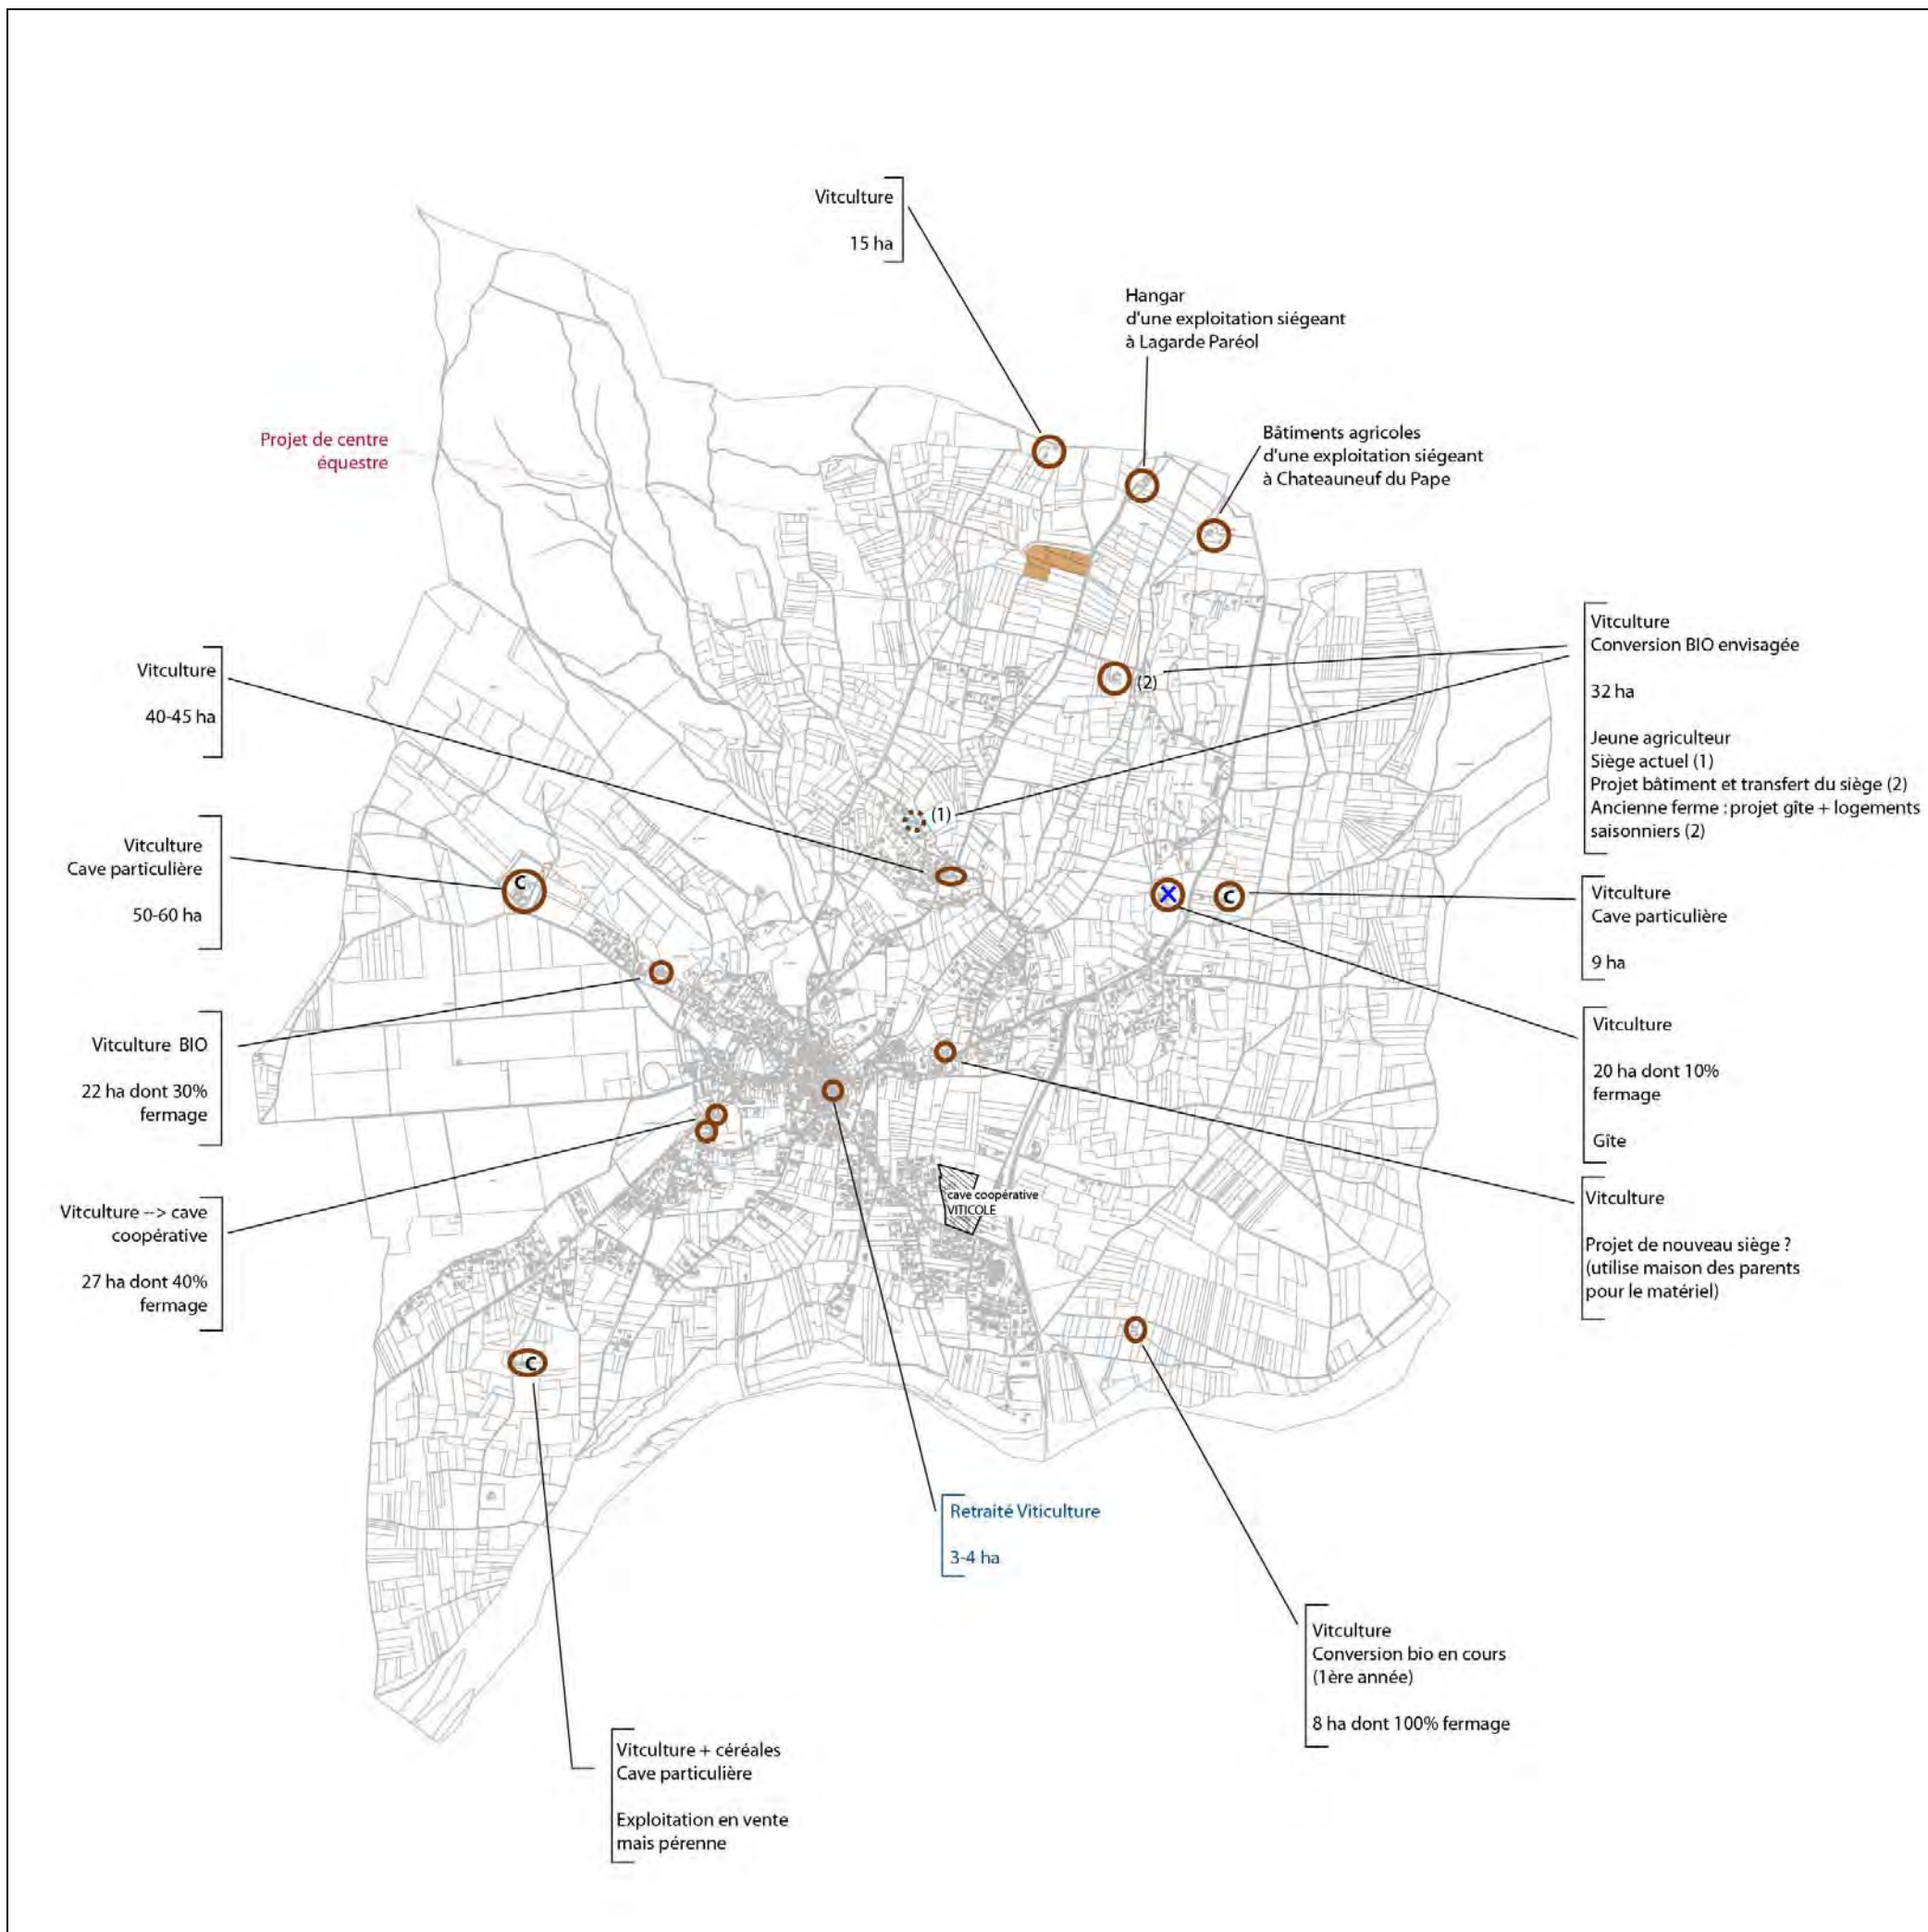 Vitculture
15 ha
Hangar
d'une exploitation siégeant
à Lagarde Paréol
Bâtiments agricoles
d'une exploitation siégeant
à Chateauneuf du Pape
Projet de centre
équestre
Vitculture
40-45 ha
Vitculture
Cave particulière
50-60 ha
Vitculture BIO
22 ha dont 30%
fermage
Vitculture --> cave
coopérative
27 ha dont 40%
fermage
(2)
(1)
C
X
C
C
cave coopérative
VITICOLE
Vitculture
Conversion BIO envisagée
32 ha
Jeune agriculteur
Siège actuel (1)
Projet bâtiment et transfert du siège (2)
Ancienne ferme : projet gîte + logements
saisonniers (2)
Vitculture
Cave particulière
9 ha
Vitculture
20 ha dont 10%
fermage
Gîte
Vitculture
Projet de nouveau siège ?
(utilise maison des parents
pour le matériel)
Retraité Viticulture
3-4 ha
Vitculture
Conversion bio en cours
(1ère année)
8 ha dont 100% fermage
Vitculture + céréales
Cave particulière
Exploitation en vente
mais pérenne